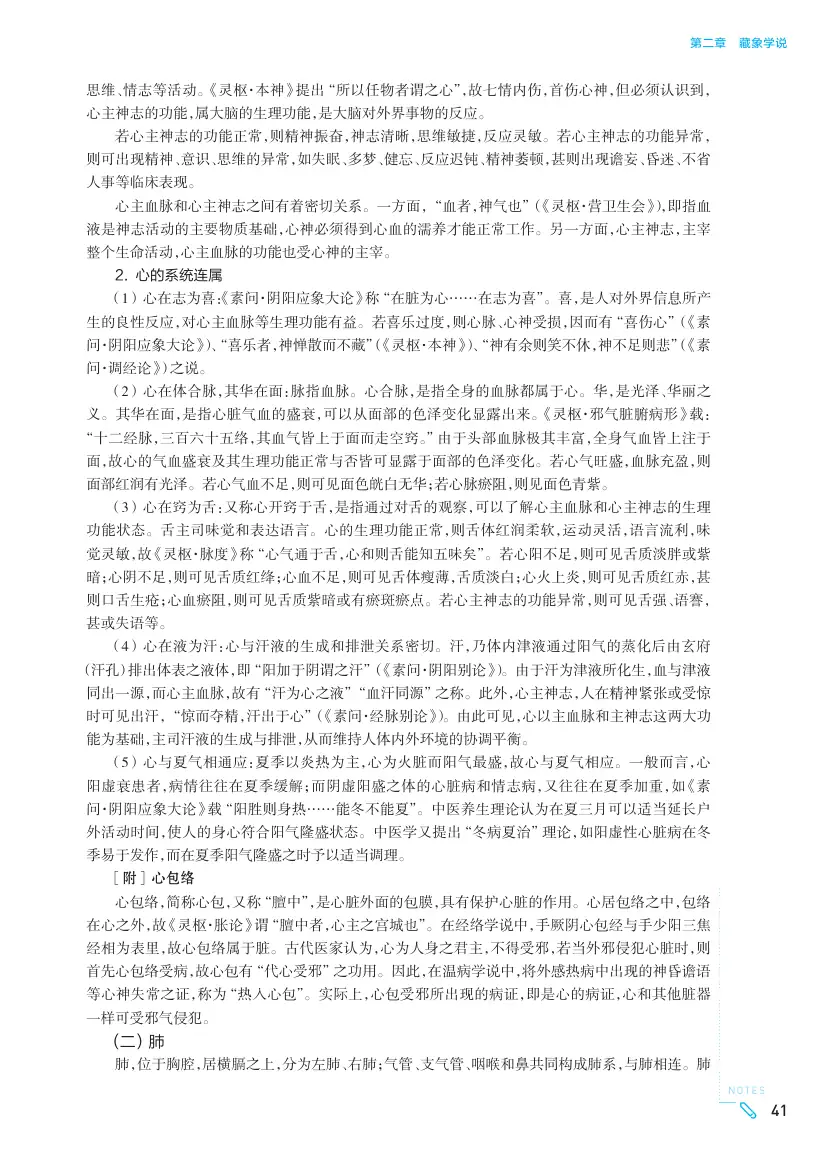 第二章　藏象学说
思维、情志等活动。《灵枢·本神》提出“所以任物者谓之心”，故七情内伤，首伤心神，但必须认识到，
心主神志的功能，属大脑的生理功能，是大脑对外界事物的反应。
若心主神志的功能正常，则精神振奋，神志清晰，思维敏捷，反应灵敏。若心主神志的功能异常，
则可出现精神、意识、思维的异常，如失眠、多梦、健忘、反应迟钝、精神萎顿，甚则出现谵妄、昏迷、不省
人事等临床表现。
心主血脉和心主神志之间有着密切关系。一方面，“血者，神气也”（《灵枢·营卫生会》），即指血
液是神志活动的主要物质基础，心神必须得到心血的濡养才能正常工作。另一方面，心主神志，主宰
整个生命活动，心主血脉的功能也受心神的主宰。
2. 心的系统连属
（1）心在志为喜：《素问·阴阳应象大论》称“在脏为心……在志为喜”。喜，是人对外界信息所产
生的良性反应，对心主血脉等生理功能有益。若喜乐过度，则心脉、心神受损，因而有“喜伤心”（《素
问·阴阳应象大论》）、“喜乐者，神惮散而不藏”（《灵枢·本神》）、“神有余则笑不休，神不足则悲”（《素
问·调经论》）之说。
（2）心在体合脉，其华在面：脉指血脉。心合脉，是指全身的血脉都属于心。华，是光泽、华丽之
义。其华在面，是指心脏气血的盛衰，可以从面部的色泽变化显露出来。《灵枢·邪气脏腑病形》载：
“十二经脉，三百六十五络，其血气皆上于面而走空窍。”由于头部血脉极其丰富，全身气血皆上注于
面，故心的气血盛衰及其生理功能正常与否皆可显露于面部的色泽变化。若心气旺盛，血脉充盈，则
面部红润有光泽。若心气血不足，则可见面色㿠白无华；若心脉瘀阻，则见面色青紫。
（3）心在窍为舌：又称心开窍于舌，是指通过对舌的观察，可以了解心主血脉和心主神志的生理
功能状态。舌主司味觉和表达语言。心的生理功能正常，则舌体红润柔软，运动灵活，语言流利，味
觉灵敏，故《灵枢·脉度》称“心气通于舌，心和则舌能知五味矣”。若心阳不足，则可见舌质淡胖或紫
暗；心阴不足，则可见舌质红绛；心血不足，则可见舌体瘦薄，舌质淡白；心火上炎，则可见舌质红赤，甚
则口舌生疮；心血瘀阻，则可见舌质紫暗或有瘀斑瘀点。若心主神志的功能异常，则可见舌强、语謇，
甚或失语等。
（4）心在液为汗：心与汗液的生成和排泄关系密切。汗，乃体内津液通过阳气的蒸化后由玄府
（汗孔）排出体表之液体，即“阳加于阴谓之汗”（《素问·阴阳别论》）。由于汗为津液所化生，血与津液
同出一源，而心主血脉，故有“汗为心之液”“血汗同源”之称。此外，心主神志，人在精神紧张或受惊
时可见出汗，“惊而夺精，汗出于心”（《素问·经脉别论》）。由此可见，心以主血脉和主神志这两大功
能为基础，主司汗液的生成与排泄，从而维持人体内外环境的协调平衡。
（5）心与夏气相通应：夏季以炎热为主，心为火脏而阳气最盛，故心与夏气相应。一般而言，心
阳虚衰患者，病情往往在夏季缓解；而阴虚阳盛之体的心脏病和情志病，又往往在夏季加重，如《素
问·阴阳应象大论》载“阳胜则身热……能冬不能夏”。中医养生理论认为在夏三月可以适当延长户
外活动时间，使人的身心符合阳气隆盛状态。中医学又提出“冬病夏治”理论，如阳虚性心脏病在冬
季易于发作，而在夏季阳气隆盛之时予以适当调理。
［附］心包络
心包络，简称心包，又称“膻中”，是心脏外面的包膜，具有保护心脏的作用。心居包络之中，包络
在心之外，故《灵枢·胀论》谓“膻中者，心主之宫城也”。在经络学说中，手厥阴心包经与手少阳三焦
经相为表里，故心包络属于脏。古代医家认为，心为人身之君主，不得受邪，若当外邪侵犯心脏时，则
首先心包络受病，故心包有“代心受邪”之功用。因此，在温病学说中，将外感热病中出现的神昏谵语
等心神失常之证，称为“热入心包”。实际上，心包受邪所出现的病证，即是心的病证，心和其他脏器
一样可受邪气侵犯。
（二）肺
肺，位于胸腔，居横膈之上，分为左肺、右肺；气管、支气管、咽喉和鼻共同构成肺系，与肺相连。肺
NOTES
41